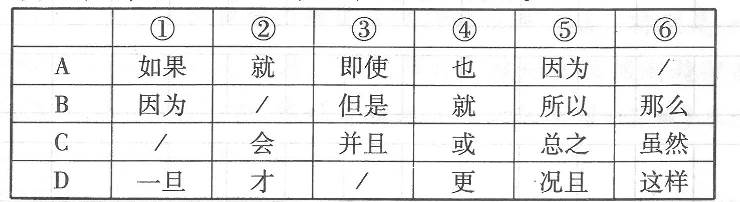 ① ② ③ ④ ⑤ ⑥
A 如果 就 即使 也 因为 /
B 因为 / 但是 就 所以 那么
C / 会 并且 或 总之 虽然
D 一旦 才 / 更 况且 这样